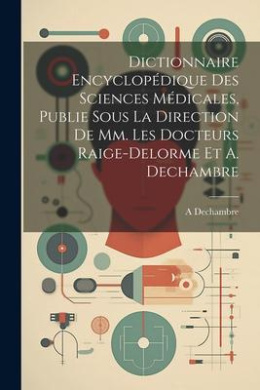 Dictionnaire
Encyclopédique Des
Sciences Médicales,
Publie Sous La Direction
De Mm. Les Docteurs
Raige-Delorme Et A.
Dechambre
A Dechambre